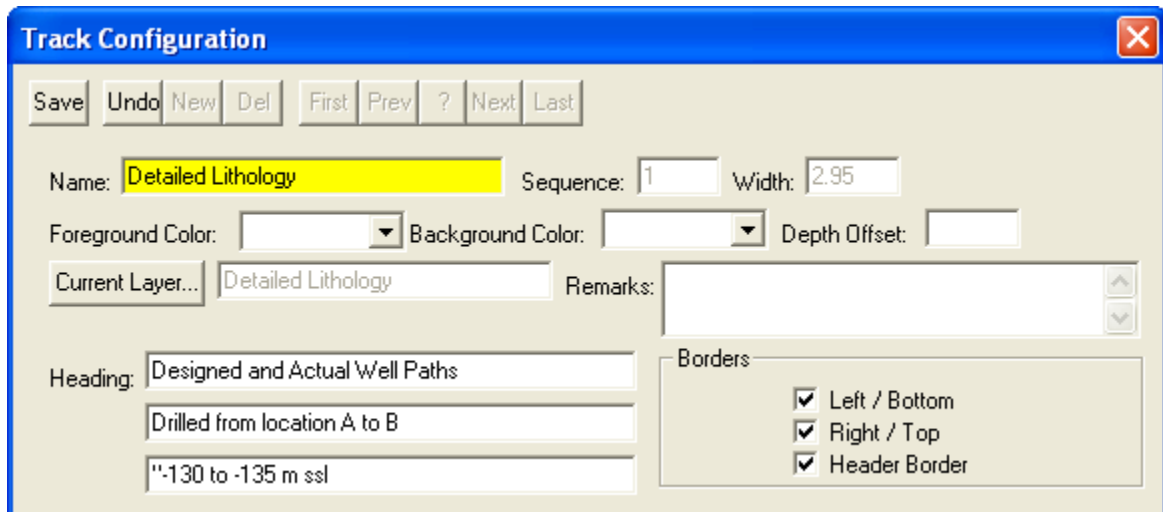 Track Configuration
Save Undo New Del First Prev ? Next Last
Name: Detailed Lithology Sequence: 1 Width: 2.95
Foreground Color: Background Color: Depth Offset:
Current Layer... Detailed Lithology Remarks:
Heading: Designed and Actual Well Paths
Drilled from location A to B
"-130 to -135 m ssl
Borders
Left / Bottom
Right / Top
Header Border